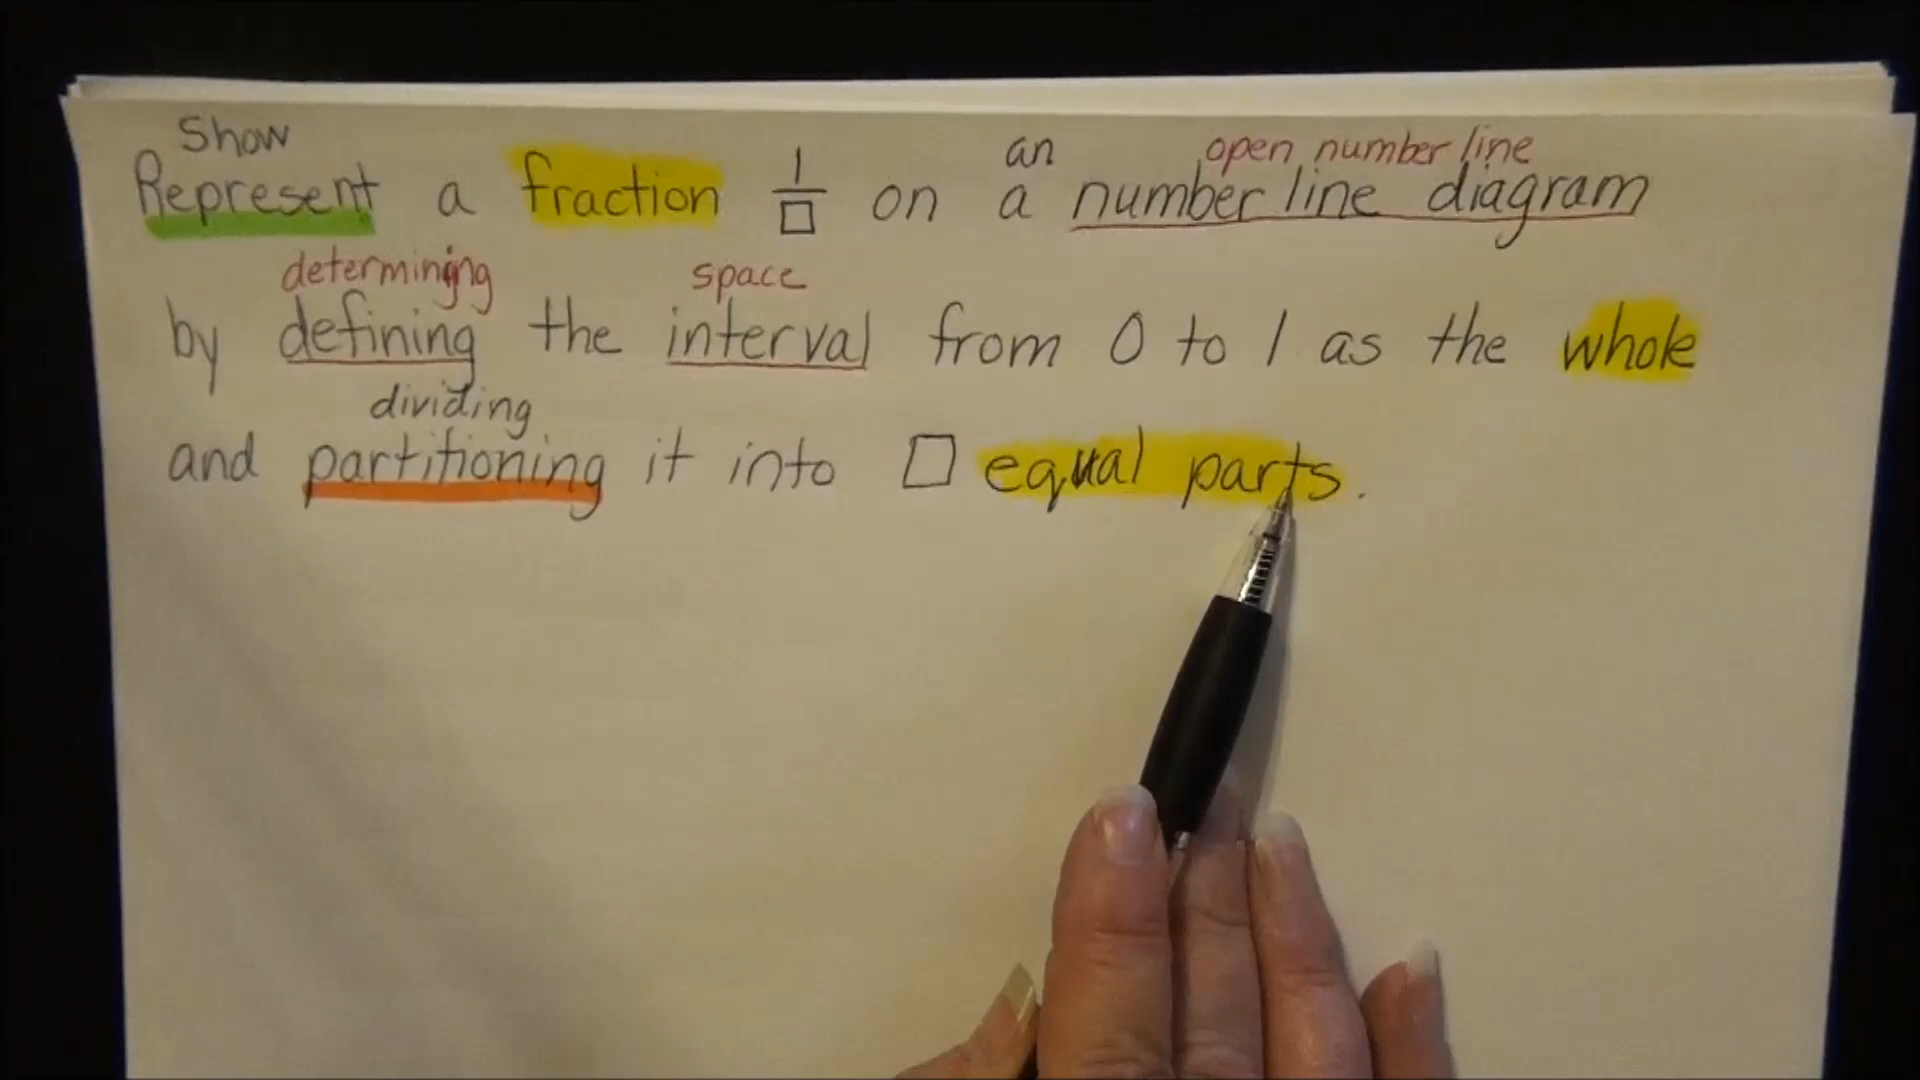 Show an open number line
Represent a fraction 1/□ on a number line diagram
determining space
by defining the interval from 0 to 1 as the whole
dividing
and partitioning it into □ equal parts.